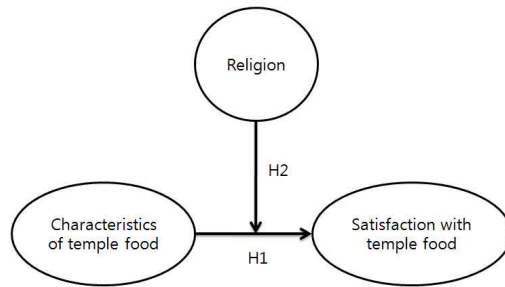 Religion
H2
Characteristics
of temple food
H1
Satisfaction with
temple food